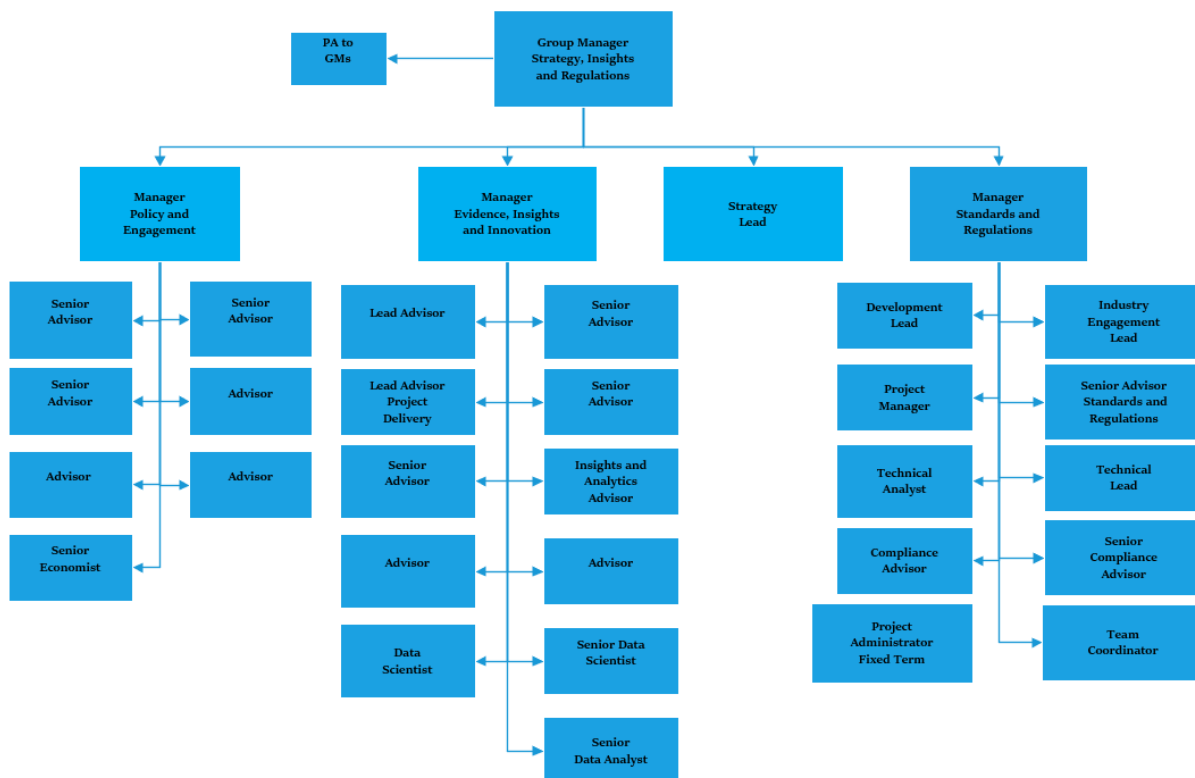 PA to
GMs
Group Manager
Strategy, Insights
and Regulations
Manager
Policy and
Engagement
Manager
Evidence, Insights
and Innovation
Strategy
Lead
Manager
Standards and
Regulations
Senior
Advisor
Senior
Advisor
Senior
Advisor
Advisor
Advisor
Advisor
Senior
Economist
Lead Advisor
Senior
Advisor
Lead Advisor
Project
Delivery
Senior
Advisor
Senior
Advisor
Insights and
Analytics
Advisor
Advisor
Advisor
Data
Scientist
Senior Data
Scientist
Senior
Data Analyst
Development
Lead
Industry
Engagement
Lead
Project
Manager
Senior Advisor
Standards and
Regulations
Technical
Analyst
Technical
Lead
Compliance
Advisor
Senior
Compliance
Advisor
Project
Administrator
Fixed Term
Team
Coordinator